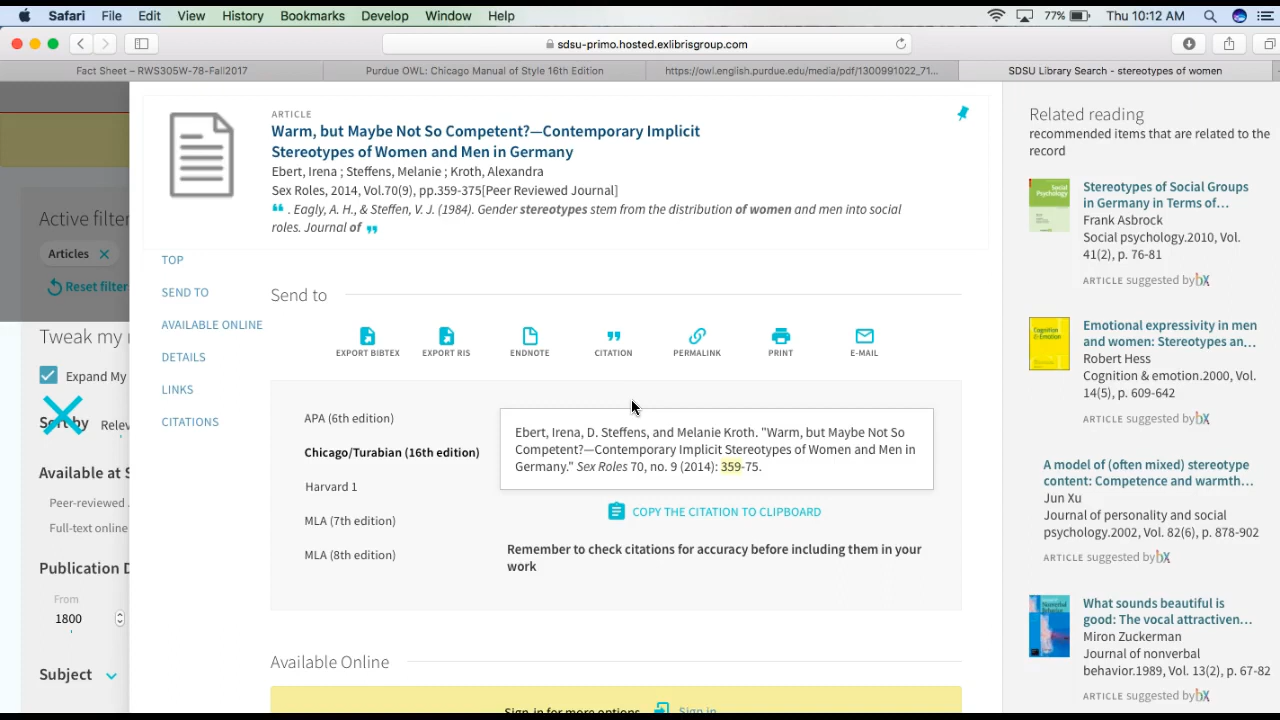 Safari File Edit View History Bookmarks Develop Window Help 77% Thu 10:12 AM
sdsu-primo.hosted.exlibrisgroup.com
Fact Sheet – RWS305W-78-Fall2017 Purdue OWL: Chicago Manual of Style 16th Edition https://owl.english.purdue.edu/media/pdf/1300991022_71... SDSU Library Search - stereotypes of women
ARTICLE
Warm, but Maybe Not So Competent?—Contemporary Implicit
Stereotypes of Women and Men in Germany
Ebert, Irena ; Steffens, Melanie ; Kroth, Alexandra
Sex Roles, 2014, Vol.70(9), pp.359-375[Peer Reviewed Journal]
. Eagly, A. H., & Steffen, V. J. (1984). Gender stereotypes stem from the distribution of women and men into social
roles. Journal of
Active filter
Articles
Reset filter
Tweak my r
Expand My
Sort by Relev
Available at S
Peer-reviewed
Full-text online
Publication D
From
1800
Subject
TOP
SEND TO
AVAILABLE ONLINE
DETAILS
LINKS
CITATIONS
Send to
EXPORT BIBTEX EXPORT RIS ENDNOTE CITATION PERMALINK PRINT E-MAIL
APA (6th edition)
Chicago/Turabian (16th edition)
Harvard 1
MLA (7th edition)
MLA (8th edition)
Ebert, Irena, D. Steffens, and Melanie Kroth. "Warm, but Maybe Not So
Competent?—Contemporary Implicit Stereotypes of Women and Men in
Germany." Sex Roles 70, no. 9 (2014): 359-75.
COPY THE CITATION TO CLIPBOARD
Remember to check citations for accuracy before including them in your
work
Available Online
Sign-in for more options Sign in
Related reading
recommended items that are related to the
record
Stereotypes of Social Groups
in Germany in Terms of...
Frank Asbrock
Social psychology.2010, Vol.
41(2), p. 76-81
ARTICLE suggested by bX
Emotional expressivity in men
and women: Stereotypes an...
Robert Hess
Cognition & emotion.2000, Vol.
14(5), p. 609-642
ARTICLE suggested by bX
A model of (often mixed) stereotype
content: Competence and warmth...
Jun Xu
Journal of personality and social
psychology.2002, Vol. 82(6), p. 878-902
ARTICLE suggested by bX
What sounds beautiful is
good: The vocal attractiven...
Miron Zuckerman
Journal of nonverbal
behavior.1989, Vol. 13(2), p. 67-82
ARTICLE suggested by bX